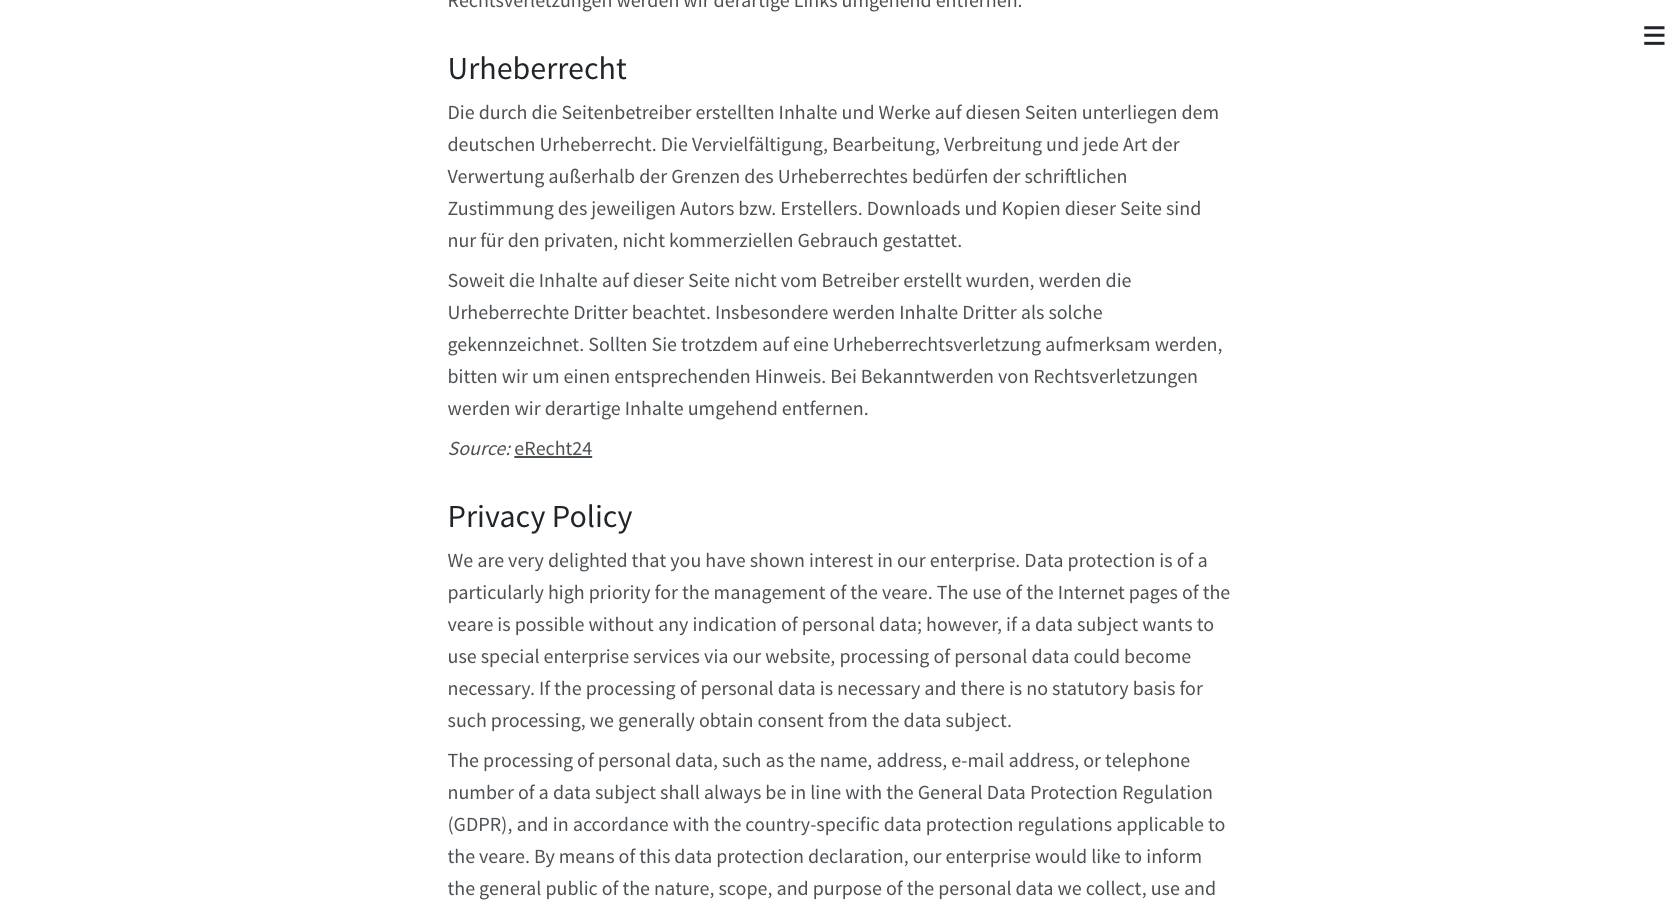 Rechtsverletzungen werden wir derartige Links umgehend entfernen.
Urheberrecht
Die durch die Seitenbetreiber erstellten Inhalte und Werke auf diesen Seiten unterliegen dem
deutschen Urheberrecht. Die Vervielfältigung, Bearbeitung, Verbreitung und jede Art der
Verwertung außerhalb der Grenzen des Urheberrechtes bedürfen der schriftlichen
Zustimmung des jeweiligen Autors bzw. Erstellers. Downloads und Kopien dieser Seite sind
nur für den privaten, nicht kommerziellen Gebrauch gestattet.
Soweit die Inhalte auf dieser Seite nicht vom Betreiber erstellt wurden, werden die
Urheberrechte Dritter beachtet. Insbesondere werden Inhalte Dritter als solche
gekennzeichnet. Sollten Sie trotzdem auf eine Urheberrechtsverletzung aufmerksam werden,
bitten wir um einen entsprechenden Hinweis. Bei Bekanntwerden von Rechtsverletzungen
werden wir derartige Inhalte umgehend entfernen.
Source: eRecht24
Privacy Policy
We are very delighted that you have shown interest in our enterprise. Data protection is of a
particularly high priority for the management of the veare. The use of the Internet pages of the
veare is possible without any indication of personal data; however, if a data subject wants to
use special enterprise services via our website, processing of personal data could become
necessary. If the processing of personal data is necessary and there is no statutory basis for
such processing, we generally obtain consent from the data subject.
The processing of personal data, such as the name, address, e-mail address, or telephone
number of a data subject shall always be in line with the General Data Protection Regulation
(GDPR), and in accordance with the country-specific data protection regulations applicable to
the veare. By means of this data protection declaration, our enterprise would like to inform
the general public of the nature, scope, and purpose of the personal data we collect, use and